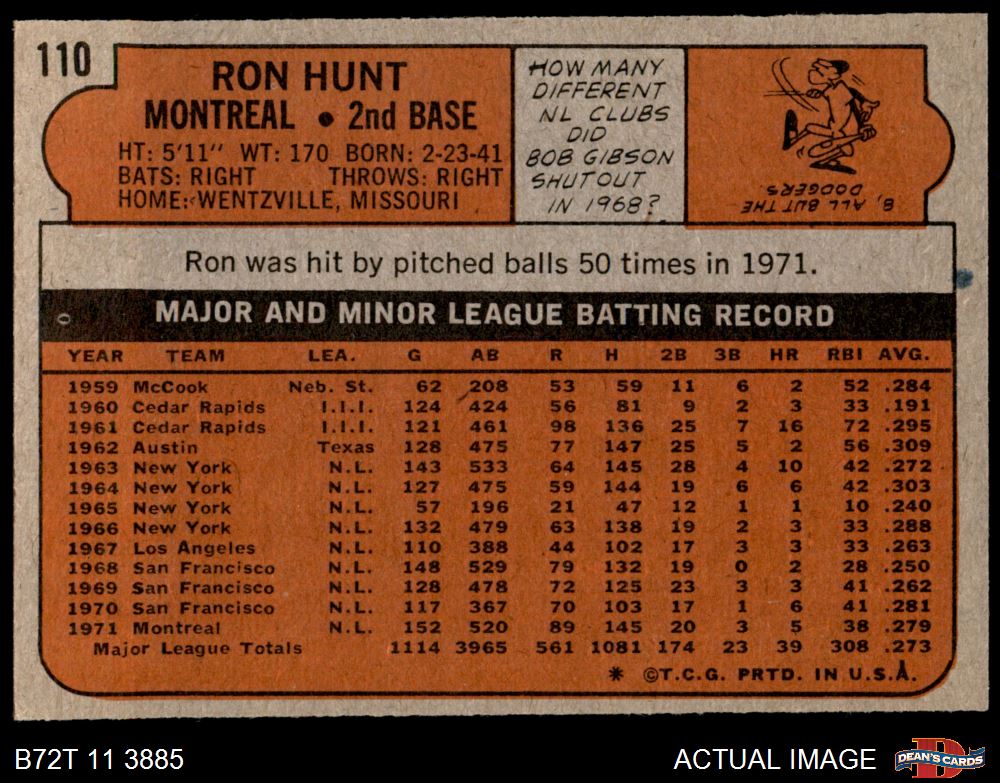 110
RON HUNT
MONTREAL • 2nd BASE
HT: 5'11" WT: 170 BORN: 2-23-41
BATS: RIGHT THROWS: RIGHT
HOME: WENTZVILLE, MISSOURI
HOW MANY
DIFFERENT
NL CLUBS
DID
BOB GIBSON
SHUTOUT
IN 1968?
8, ALL BUT THE
DODGERS
Ron was hit by pitched balls 50 times in 1971.
MAJOR AND MINOR LEAGUE BATTING RECORD
YEAR TEAM LEA. G AB R H 2B 3B HR RBI AVG.
1959 McCook Neb. St. 62 208 53 59 11 6 2 52 .284
1960 Cedar Rapids I.I.I. 124 424 56 81 9 2 3 33 .191
1961 Cedar Rapids I.I.I. 121 461 98 136 25 7 16 72 .295
1962 Austin Texas 128 475 77 147 25 5 2 56 .309
1963 New York N.L. 143 533 64 145 28 4 10 42 .272
1964 New York N.L. 127 475 59 144 19 6 6 42 .303
1965 New York N.L. 57 196 21 47 12 1 1 10 .240
1966 New York N.L. 132 479 63 138 19 2 3 33 .288
1967 Los Angeles N.L. 110 388 44 102 17 3 3 33 .263
1968 San Francisco N.L. 148 529 79 132 19 0 2 28 .250
1969 San Francisco N.L. 128 478 72 125 23 3 3 41 .262
1970 San Francisco N.L. 117 367 70 103 17 1 6 41 .281
1971 Montreal N.L. 152 520 89 145 20 3 5 38 .279
Major League Totals 1114 3965 561 1081 174 23 39 308 .273
* ©T.C.G. PRTD. IN U.S.A.
B72T 11 3885
ACTUAL IMAGE
DEAN'S CARDS